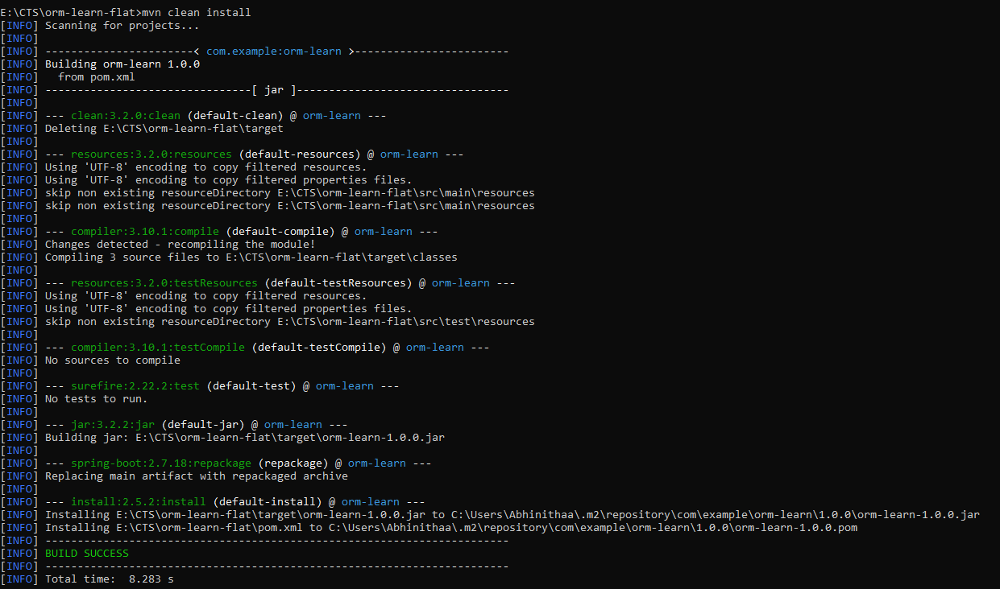 E:\CTS\orm-learn-flat>mvn clean install
[INFO] Scanning for projects...
[INFO]
[INFO] -----------------------< com.example:orm-learn >------------------------
[INFO] Building orm-learn 1.0.0
[INFO]   from pom.xml
[INFO] --------------------------------[ jar ]---------------------------------
[INFO]
[INFO] --- clean:3.2.0:clean (default-clean) @ orm-learn ---
[INFO] Deleting E:\CTS\orm-learn-flat\target
[INFO]
[INFO] --- resources:3.2.0:resources (default-resources) @ orm-learn ---
[INFO] Using 'UTF-8' encoding to copy filtered resources.
[INFO] Using 'UTF-8' encoding to copy filtered properties files.
[INFO] skip non existing resourceDirectory E:\CTS\orm-learn-flat\src\main\resources
[INFO] skip non existing resourceDirectory E:\CTS\orm-learn-flat\src\main\resources
[INFO]
[INFO] --- compiler:3.10.1:compile (default-compile) @ orm-learn ---
[INFO] Changes detected - recompiling the module!
[INFO] Compiling 3 source files to E:\CTS\orm-learn-flat\target\classes
[INFO]
[INFO] --- resources:3.2.0:testResources (default-testResources) @ orm-learn ---
[INFO] Using 'UTF-8' encoding to copy filtered resources.
[INFO] Using 'UTF-8' encoding to copy filtered properties files.
[INFO] skip non existing resourceDirectory E:\CTS\orm-learn-flat\src\test\resources
[INFO]
[INFO] --- compiler:3.10.1:testCompile (default-testCompile) @ orm-learn ---
[INFO] No sources to compile
[INFO]
[INFO] --- surefire:2.22.2:test (default-test) @ orm-learn ---
[INFO] No tests to run.
[INFO]
[INFO] --- jar:3.2.2:jar (default-jar) @ orm-learn ---
[INFO] Building jar: E:\CTS\orm-learn-flat\target\orm-learn-1.0.0.jar
[INFO]
[INFO] --- spring-boot:2.7.18:repackage (repackage) @ orm-learn ---
[INFO] Replacing main artifact with repackaged archive
[INFO]
[INFO] --- install:2.5.2:install (default-install) @ orm-learn ---
[INFO] Installing E:\CTS\orm-learn-flat\target\orm-learn-1.0.0.jar to C:\Users\Abhinithaa\.m2\repository\com\example\orm-learn\1.0.0\orm-learn-1.0.0.jar
[INFO] Installing E:\CTS\orm-learn-flat\pom.xml to C:\Users\Abhinithaa\.m2\repository\com\example\orm-learn\1.0.0\orm-learn-1.0.0.pom
[INFO] ------------------------------------------------------------------------
[INFO] BUILD SUCCESS
[INFO] ------------------------------------------------------------------------
[INFO] Total time:  8.283 s